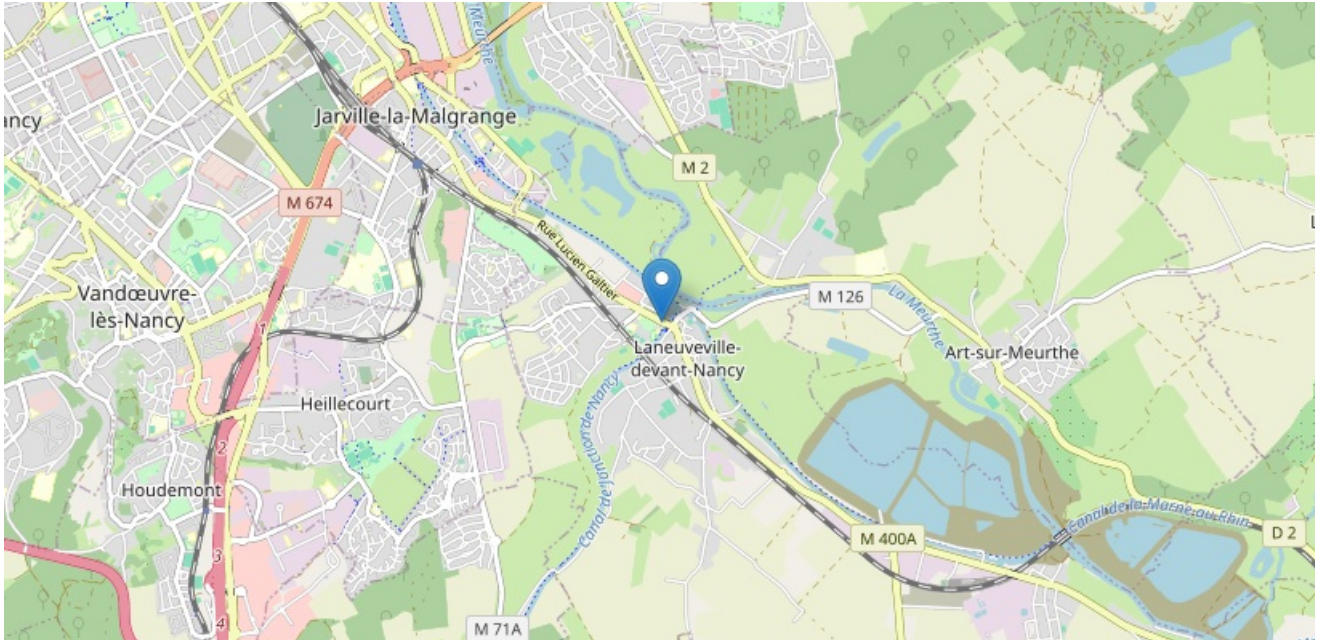 Meurthe
ancy
Jarville-la-Malgrange
M 2
M 674
L
Rue Lucien Galtier
Vandœuvre-
lès-Nancy
M 126
La Meurthe
1
Laneuveville-
devant-Nancy
Art-sur-Meurthe
Heillecourt
Canal de Jonction de Nancy
2
Houdemont
Canal de la Marne au Rhin
D 2
M 400A
3
4
M 71A